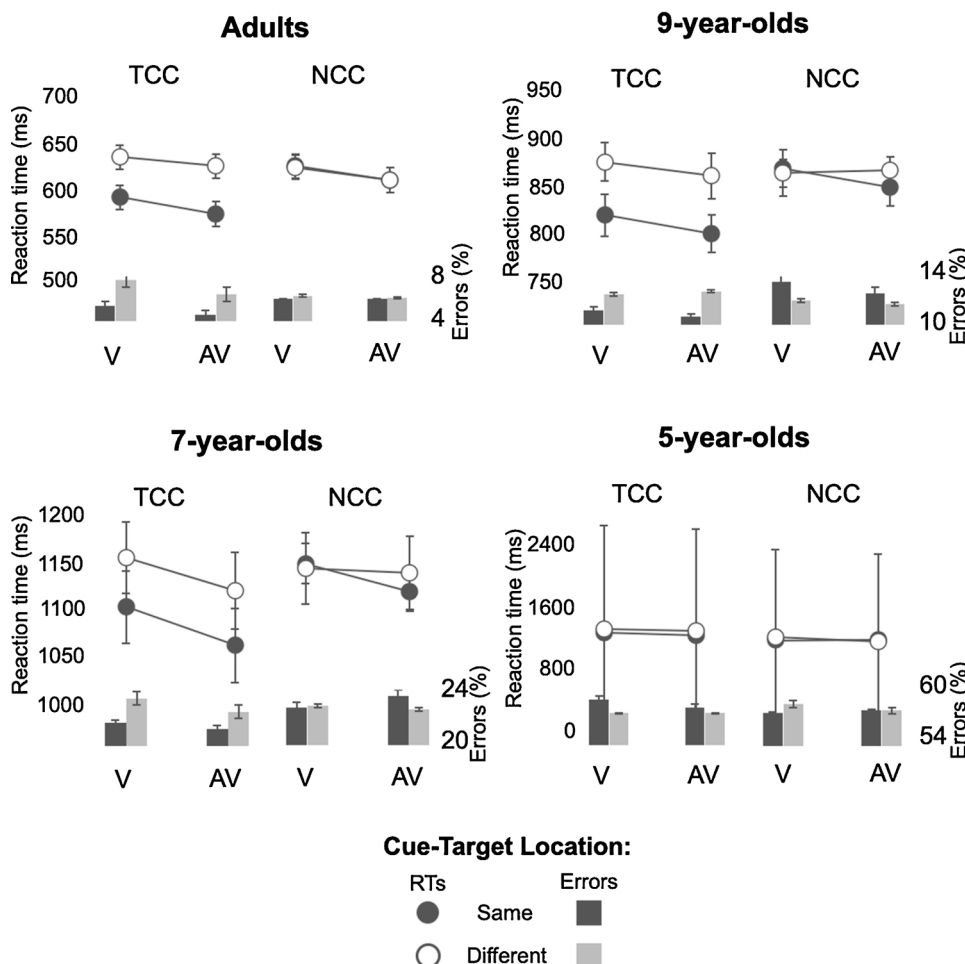 Adults
TCC NCC
Reaction time (ms)
700
650
600
550
500
8
4
Errors (%)
V AV V AV
9-year-olds
TCC NCC
Reaction time (ms)
950
900
850
800
750
14
10
Errors (%)
V AV V AV
7-year-olds
TCC NCC
Reaction time (ms)
1200
1150
1100
1050
1000
24
20
Errors (%)
V AV V AV
5-year-olds
TCC NCC
Reaction time (ms)
2400
1600
800
0
60
54
Errors (%)
V AV V AV
Cue-Target Location:
RTs Errors
Same
Different